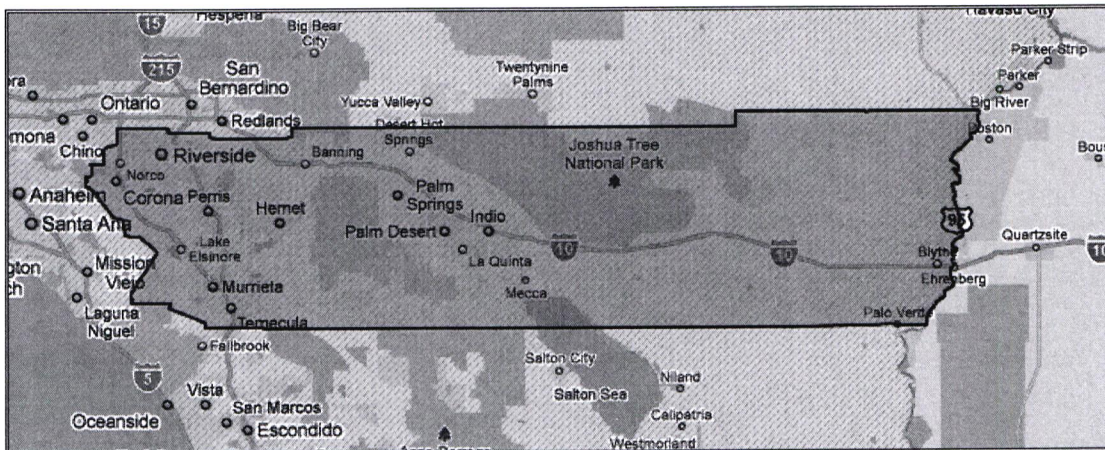 Hesperia
Havasu City
15
Big Bear
City
Parker Strip
215
San
Bernardino
Twentynine
Palms
Parker
Ontario
Yucca Valley
Big River
Redlands
Desert Hot
Springs
Poston
Chino
Riverside
Banning
Joshua Tree
National Park
Norco
Anaheim
Corona
Perris
Palm
Springs
Santa Ana
Hemet
Indio
95
Palm Desert
Lake
Elsinore
10
10
Quartzsite
10
La Quinta
Blythe
Mission
Viejo
Ehrenberg
Murrieta
Mecca
Laguna
Niguel
Temecula
Palo Verde
Fallbrook
Salton City
5
Vista
Salton Sea
Niland
Oceanside
San Marcos
Calipatria
Escondido
Westmorland